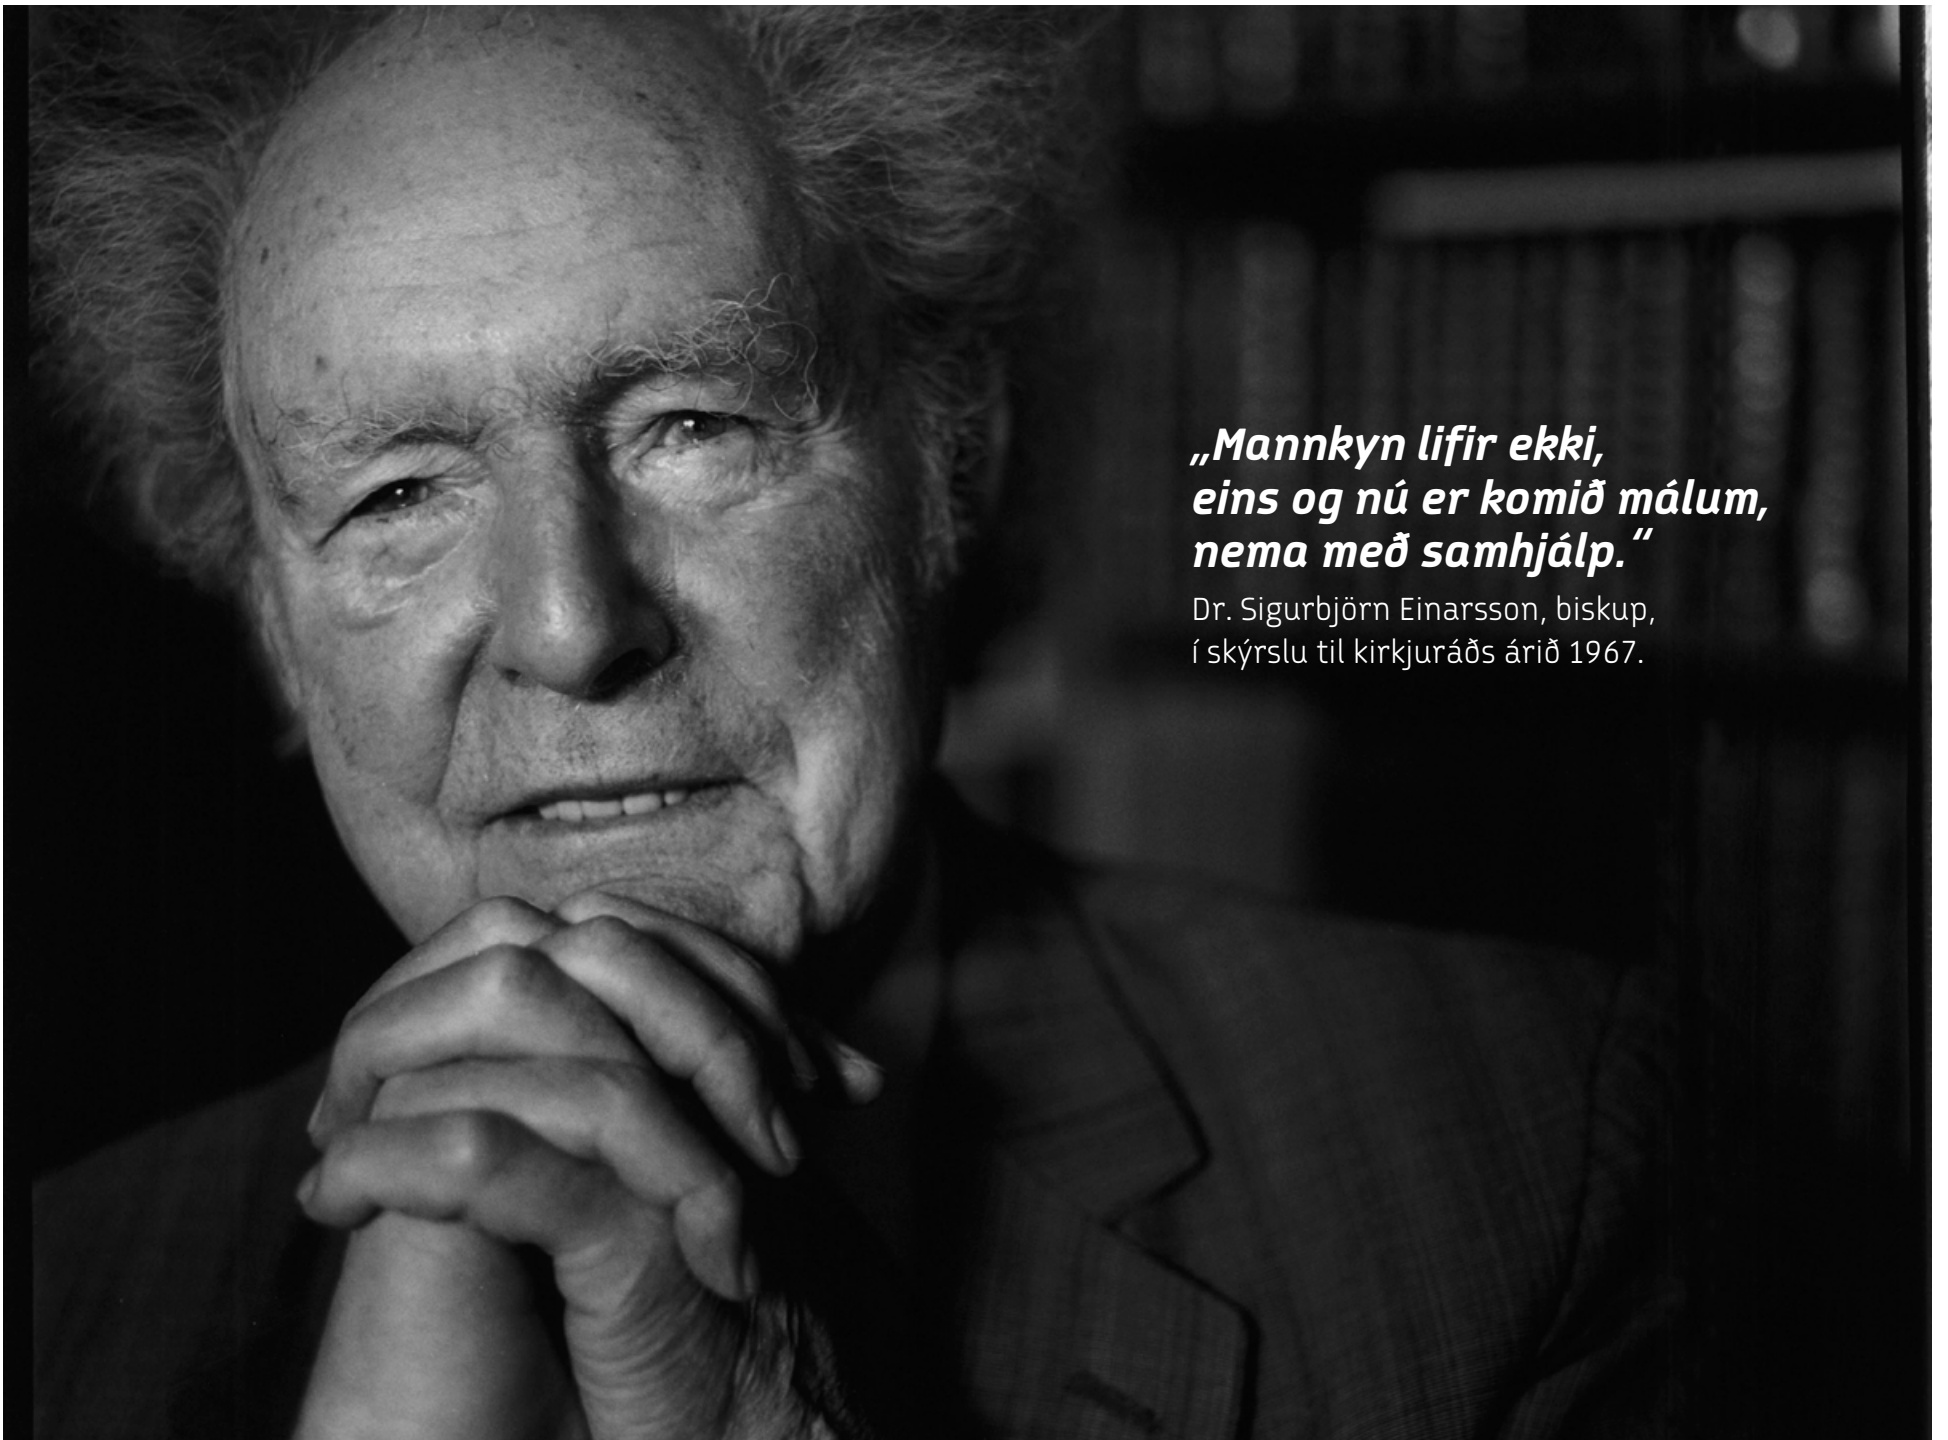 „Mannkyn lifir ekki,
eins og nú er komið málum,
nema með samhjálp.“
Dr. Sigurbjörn Einarsson, biskup,
í skýrslu til kirkjuráðs árið 1967.